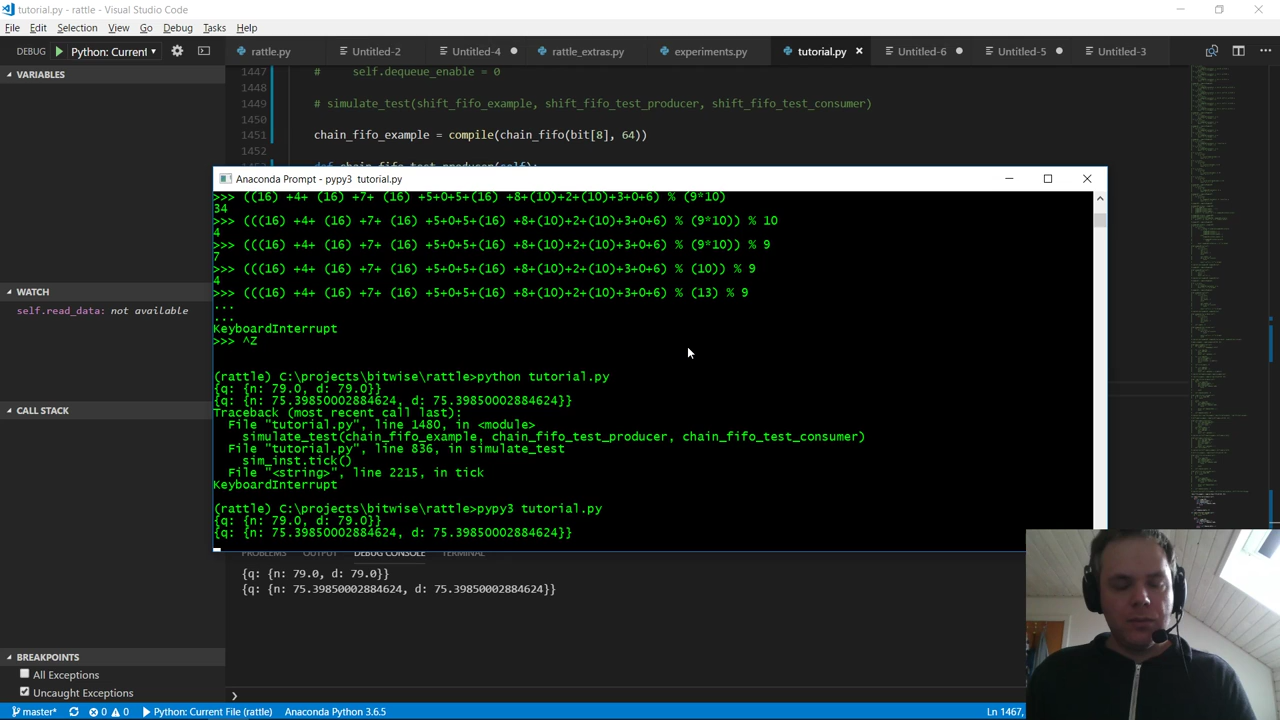 tutorial.py - rattle - Visual Studio Code
File Edit Selection View Go Debug Tasks Help
DEBUG Python: Current
rattle.py Untitled-2 Untitled-4 rattle_extras.py experiments.py tutorial.py × Untitled-6 Untitled-5 Untitled-3
VARIABLES
1447 # self.dequeue_enable = 0
1448
1449 # simulate_test(shift_fifo_example, shift_fifo_test_producer, shift_fifo_test_consumer)
1450
1451 chain_fifo_example = compile(chain_fifo(bit[8], 64))
1452
def chain_fifo_test_producer(self):
Anaconda Prompt - pypy3 tutorial.py
>>> ((16) +4+ (16) +7+ (16) +5+0+5+(16) +8+(10)+2+(10)+3+0+6) % (9*10)
34
>>> (((16) +4+ (16) +7+ (16) +5+0+5+(16) +8+(10)+2+(10)+3+0+6) % (9*10)) % 10
4
>>> (((16) +4+ (16) +7+ (16) +5+0+5+(16) +8+(10)+2+(10)+3+0+6) % (9*10)) % 9
7
>>> (((16) +4+ (16) +7+ (16) +5+0+5+(16) +8+(10)+2+(10)+3+0+6) % (10)) % 9
4
>>> (((16) +4+ (16) +7+ (16) +5+0+5+(16) +8+(10)+2+(10)+3+0+6) % (13) % 9
...
...
KeyboardInterrupt
>>> ^Z
(rattle) C:\projects\bitwise\rattle>python tutorial.py
{q: {n: 79.0, d: 79.0}}
{q: {n: 75.39850002884624, d: 75.39850002884624}}
Traceback (most recent call last):
File "tutorial.py", line 1480, in <module>
simulate_test(chain_fifo_example, chain_fifo_test_producer, chain_fifo_test_consumer)
File "tutorial.py", line 836, in simulate_test
sim_inst.tick()
File "<string>", line 2215, in tick
KeyboardInterrupt
(rattle) C:\projects\bitwise\rattle>pypy3 tutorial.py
{q: {n: 79.0, d: 79.0}}
{q: {n: 75.39850002884624, d: 75.39850002884624}}
WATCH
self.read_data: not available
CALL STACK
PROBLEMS OUTPUT DEBUG CONSOLE TERMINAL
{q: {n: 79.0, d: 79.0}}
{q: {n: 75.39850002884624, d: 75.39850002884624}}
BREAKPOINTS
All Exceptions
Uncaught Exceptions
master* 0 0 Python: Current File (rattle) Anaconda Python 3.6.5 Ln 1467,